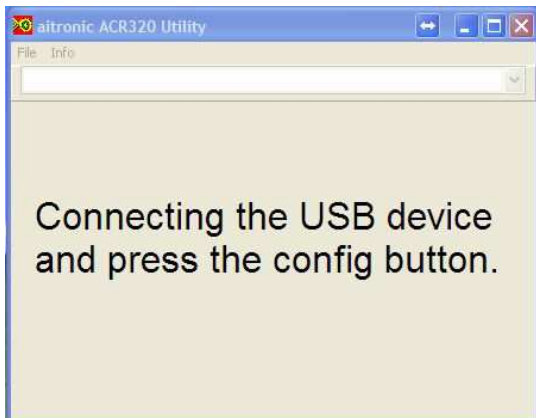 aitronic ACR320 Utility
File Info
Connecting the USB device
and press the config button.